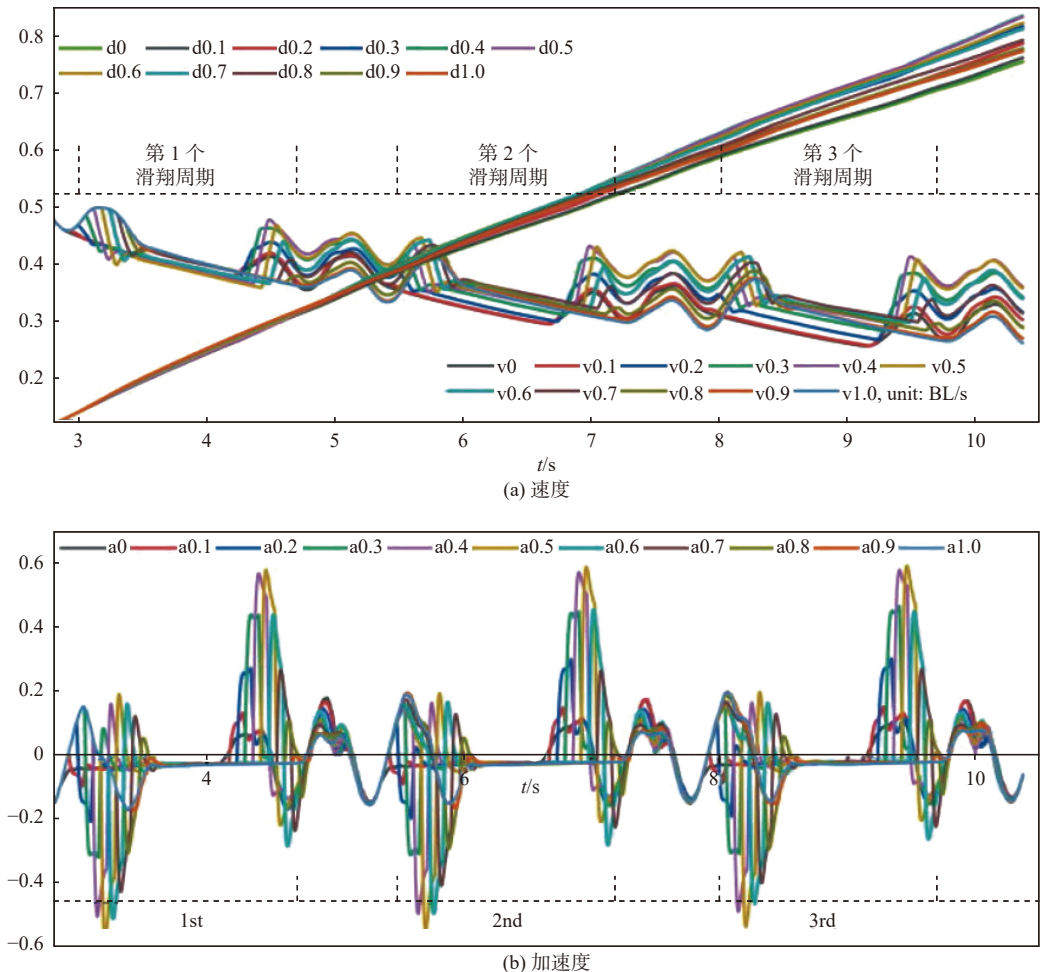 0.8
0.7
0.6
0.5
0.4
0.3
0.2
d0 d0.1 d0.2 d0.3 d0.4 d0.5
d0.6 d0.7 d0.8 d0.9 d1.0
第 1 个
滑翔周期
第 2 个
滑翔周期
第 3 个
滑翔周期
v0 v0.1 v0.2 v0.3 v0.4 v0.5
v0.6 v0.7 v0.8 v0.9 v1.0, unit: BL/s
3 4 5 6 7 8 9 10
t/s
(a) 速度
a0 a0.1 a0.2 a0.3 a0.4 a0.5 a0.6 a0.7 a0.8 a0.9 a1.0
0.6
0.4
0.2
0
−0.2
−0.4
−0.6
4 6 8 10
t/s
1st 2nd 3rd
(b) 加速度